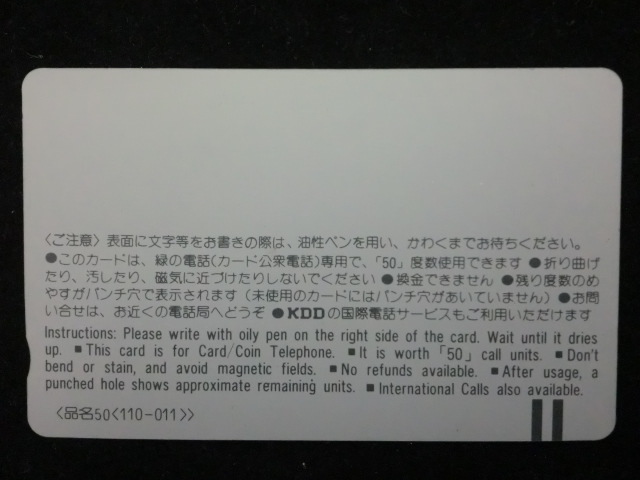 〈ご注意〉表面に文字等をお書きの際は、油性ペンを用い、かわくまでお待ちください。
●このカードは、緑の電話(カード公衆電話)専用で、「50」度数使用できます ●折り曲げ
たり、汚したり、磁気に近づけたりしないでください ●換金できません ●残り度数のめ
やすがパンチ穴で表示されます(未使用のカードにはパンチ穴があいていません) ●お問
い合せは、お近くの電話局へどうぞ ●KDDの国際電話サービスもご利用いただけます
Instructions: Please write with oily pen on the right side of the card. Wait until it dries
up. ■ This card is for Card/Coin Telephone. ■ It is worth「50」call units. ■ Don't
bend or stain, and avoid magnetic fields. ■ No refunds available. ■ After usage, a
punched hole shows approximate remaining units. ■ International Calls also available.
〈品名50〈110-011〉〉